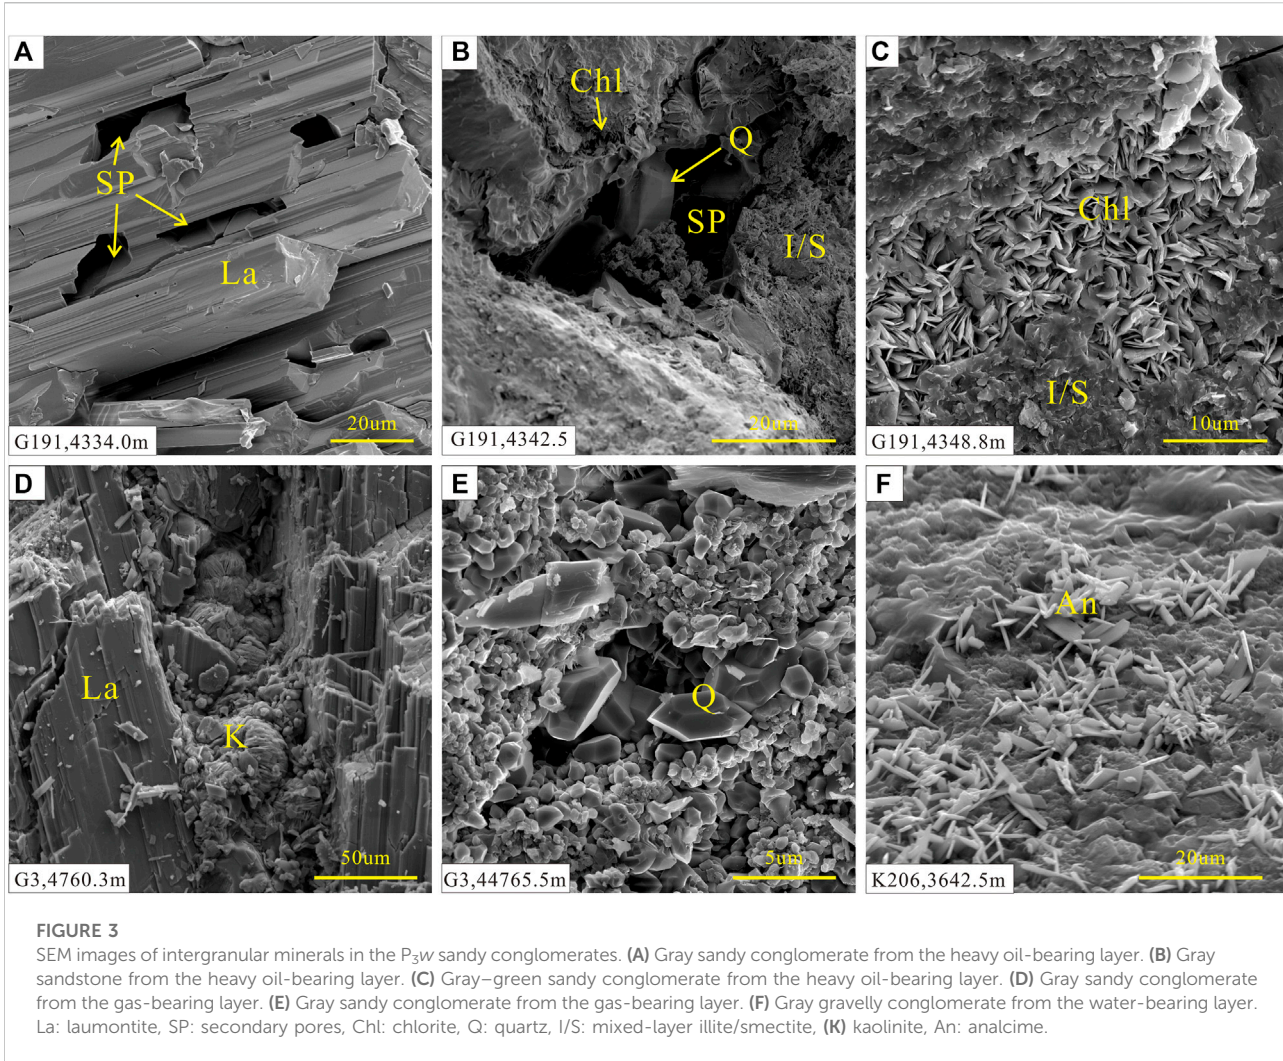 A
SP
La
20um
G191,4334.0m
B
Chl
Q
SP
I/S
20um
G191,4342.5
C
Chl
I/S
10um
G191,4348.8m
D
La
K
50um
G3,4760.3m
E
Q
5um
G3,44765.5m
F
An
20um
K206,3642.5m
FIGURE 3
SEM images of intergranular minerals in the P3w sandy conglomerates. (A) Gray sandy conglomerate from the heavy oil-bearing layer. (B) Gray
sandstone from the heavy oil-bearing layer. (C) Gray–green sandy conglomerate from the heavy oil-bearing layer. (D) Gray sandy conglomerate
from the gas-bearing layer. (E) Gray sandy conglomerate from the gas-bearing layer. (F) Gray gravelly conglomerate from the water-bearing layer.
La: laumontite, SP: secondary pores, Chl: chlorite, Q: quartz, I/S: mixed-layer illite/smectite, (K) kaolinite, An: analcime.